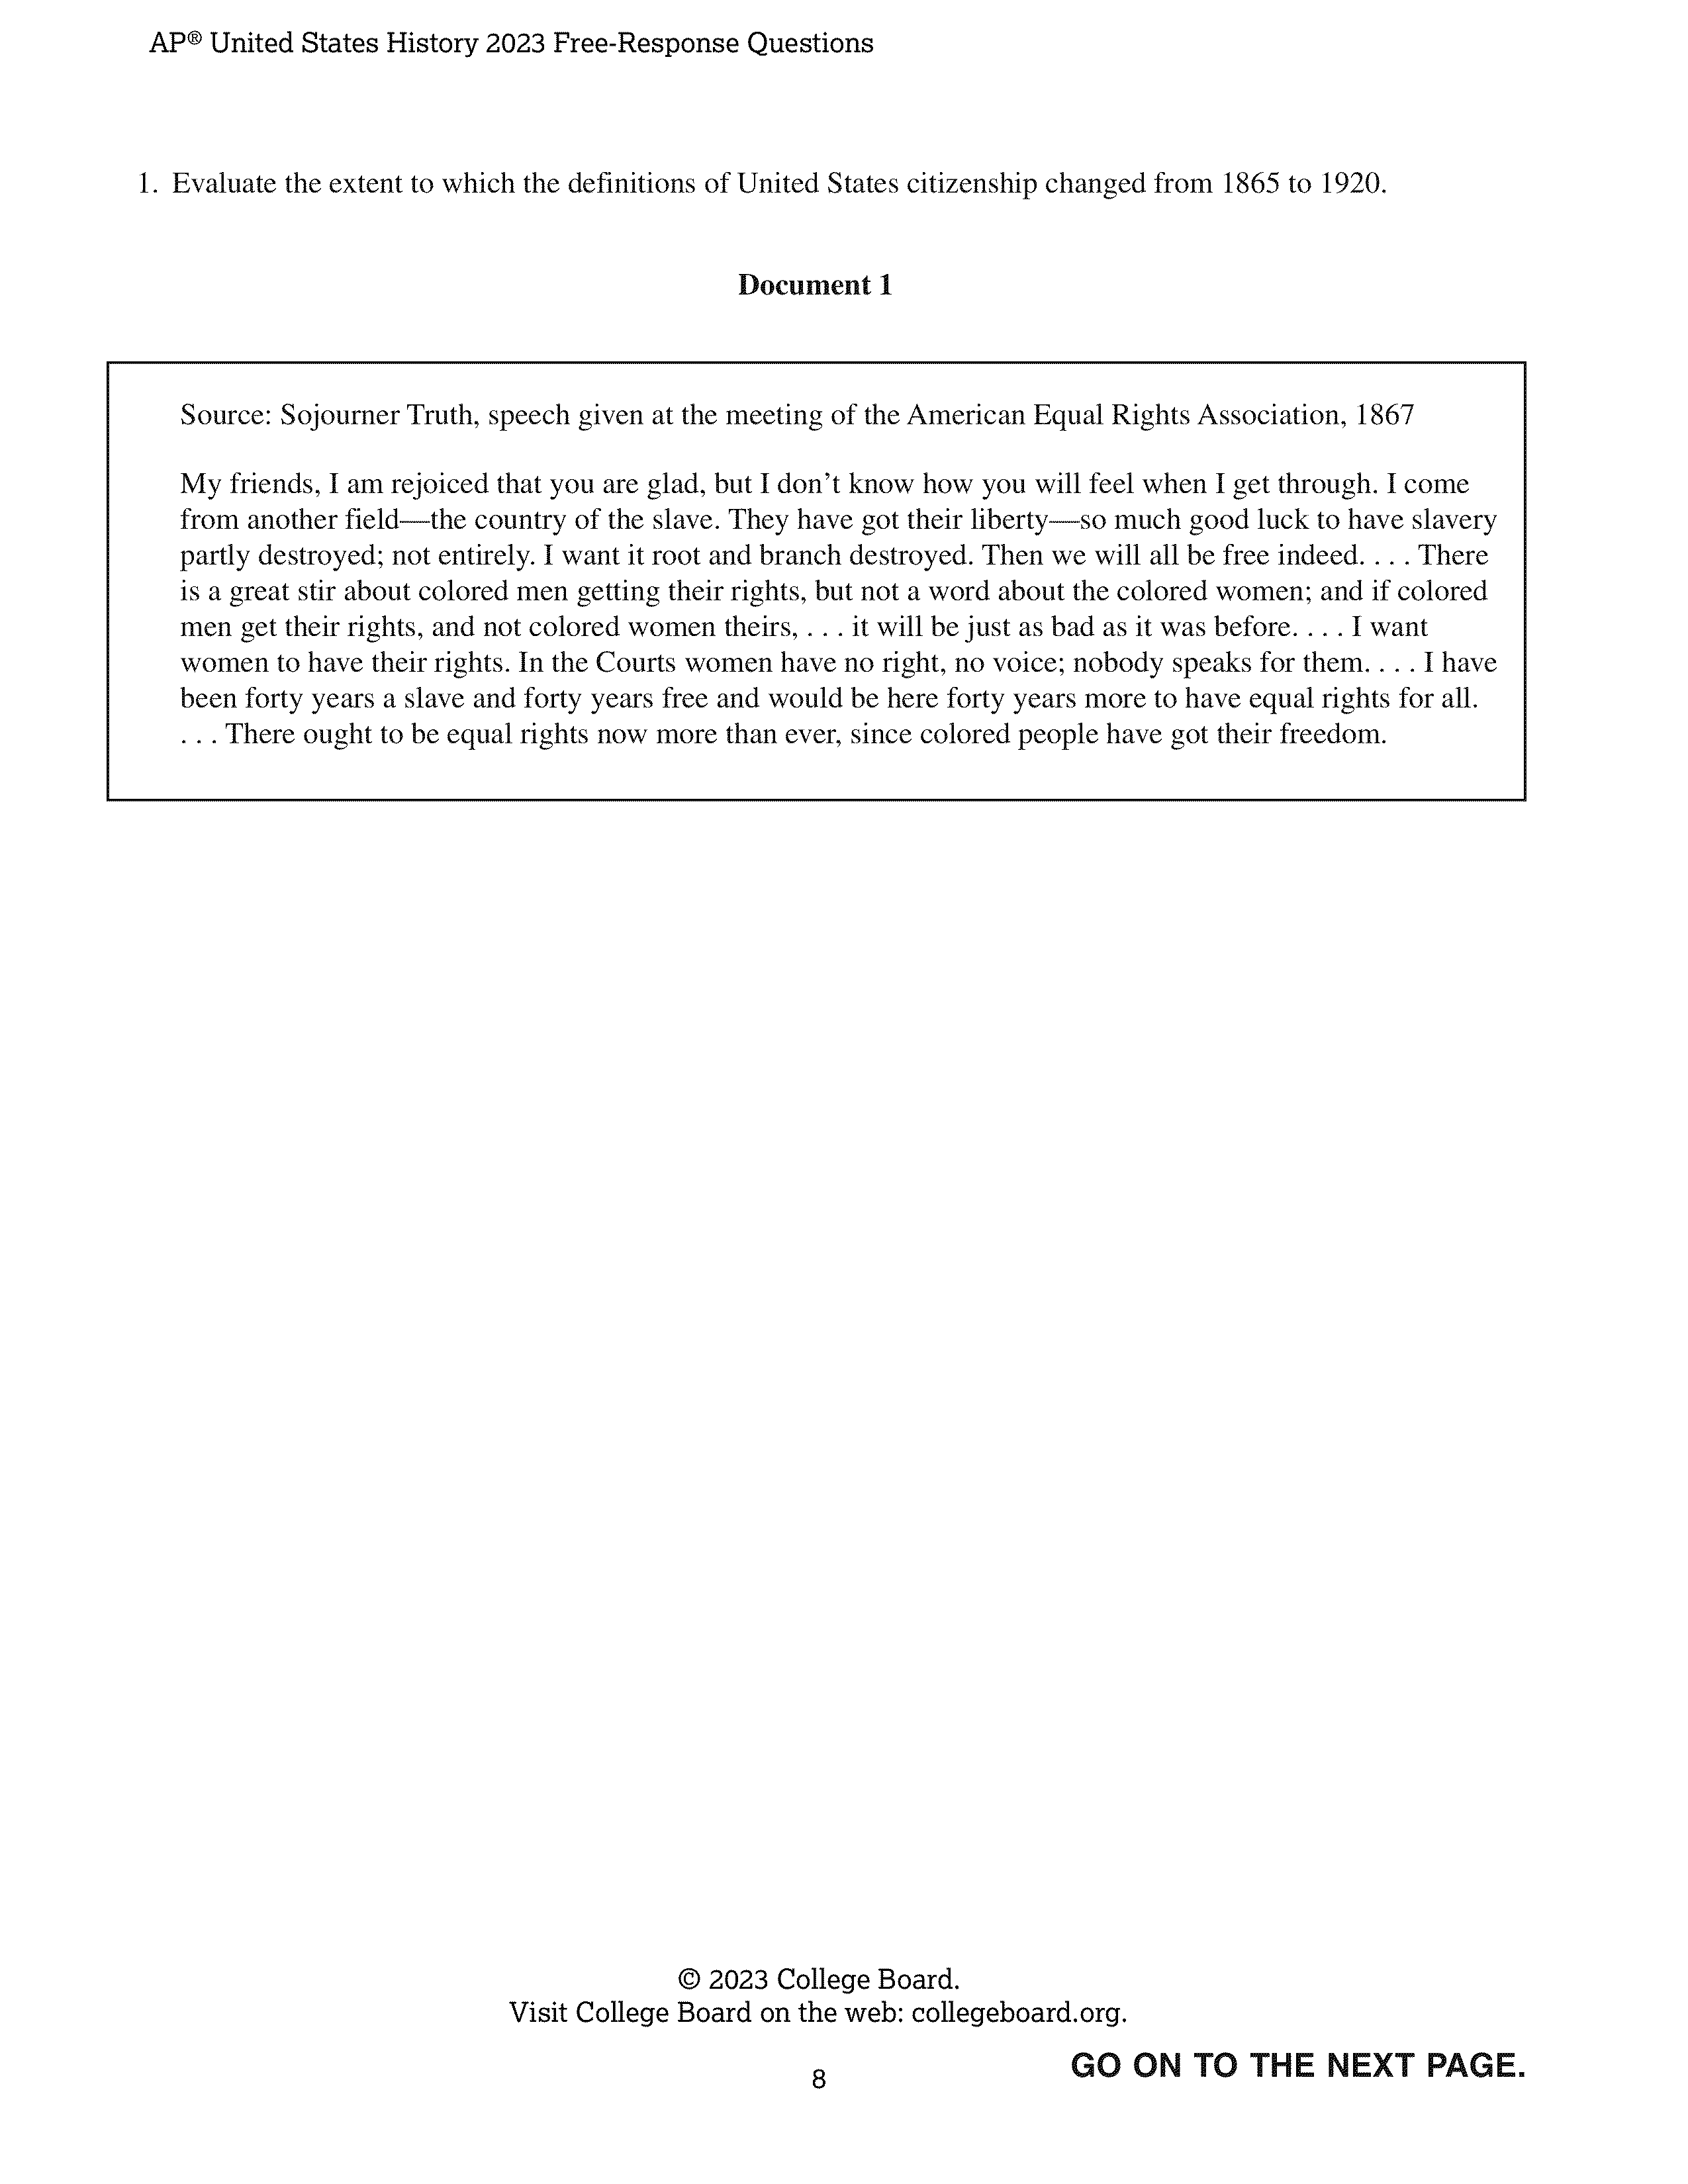 AP® United States History 2023 Free-Response Questions
1. Evaluate the extent to which the definitions of United States citizenship changed from 1865 to 1920.
Document 1
Source: Sojourner Truth, speech given at the meeting of the American Equal Rights Association, 1867
My friends, I am rejoiced that you are glad, but I don’t know how you will feel when I get through. I come
from another field—the country of the slave. They have got their liberty—so much good luck to have slavery
partly destroyed; not entirely. I want it root and branch destroyed. Then we will all be free indeed. . . . There
is a great stir about colored men getting their rights, but not a word about the colored women; and if colored
men get their rights, and not colored women theirs, . . . it will be just as bad as it was before. . . . I want
women to have their rights. In the Courts women have no right, no voice; nobody speaks for them. . . . I have
been forty years a slave and forty years free and would be here forty years more to have equal rights for all.
. . . There ought to be equal rights now more than ever, since colored people have got their freedom.
© 2023 College Board.
Visit College Board on the web: collegeboard.org.
GO ON TO THE NEXT PAGE.
8